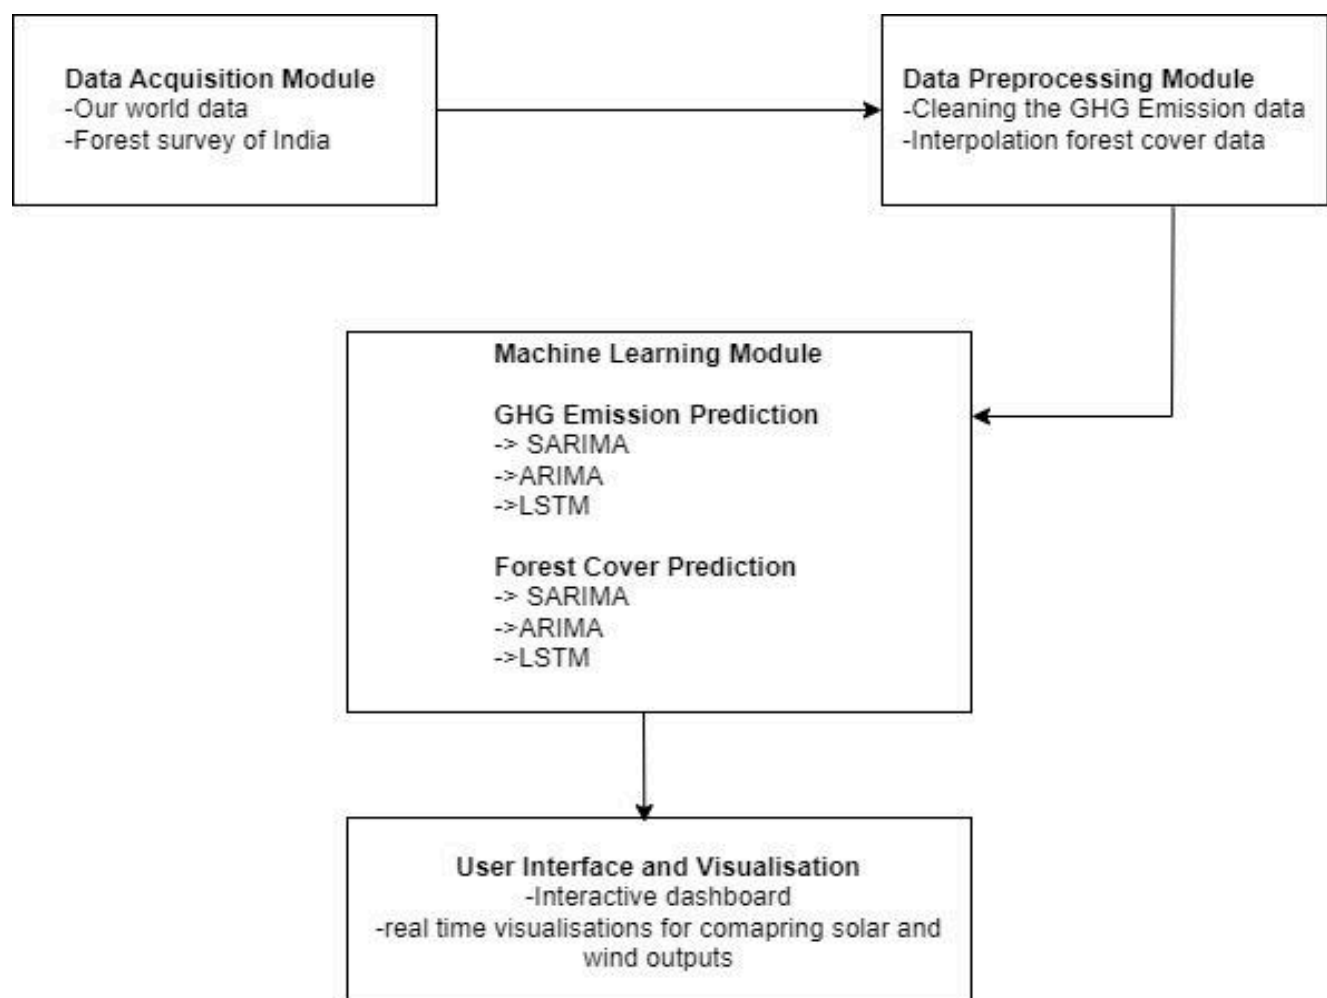 Data Acquisition Module
-Our world data
-Forest survey of India
Data Preprocessing Module
-Cleaning the GHG Emission data
-Interpolation forest cover data
Machine Learning Module
GHG Emission Prediction
-> SARIMA
->ARIMA
->LSTM
Forest Cover Prediction
-> SARIMA
->ARIMA
->LSTM
User Interface and Visualisation
-Interactive dashboard
-real time visualisations for comapring solar and
wind outputs